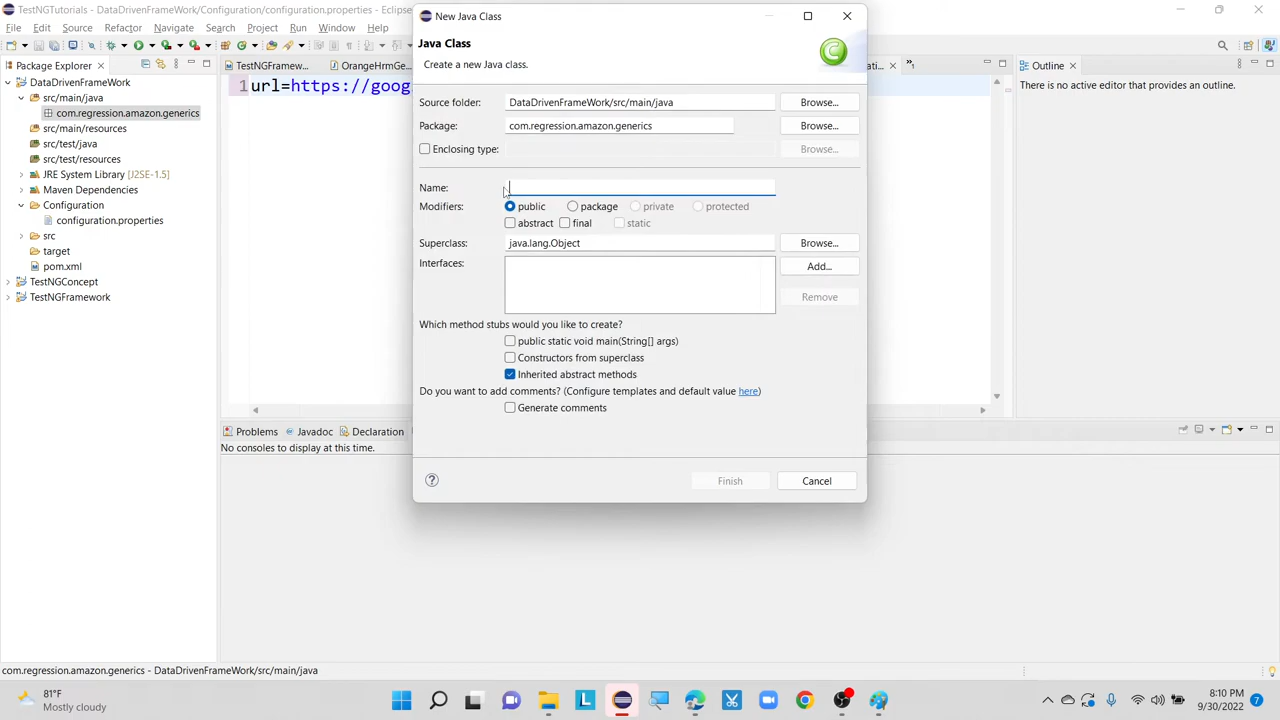 TestNGTutorials - DataDrivenFrameWork/Configuration/configuration.properties - Eclipse
File Edit Source Refactor Navigate Search Project Run Window Help
Package Explorer
DataDrivenFrameWork
src/main/java
com.regression.amazon.generics
src/main/resources
src/test/java
src/test/resources
JRE System Library [J2SE-1.5]
Maven Dependencies
Configuration
configuration.properties
src
target
pom.xml
TestNGConcept
TestNGFramework
TestNGFramew...
OrangeHrmGe...
1 url=https://goog
New Java Class
Java Class
Create a new Java class.
Source folder: DataDrivenFrameWork/src/main/java Browse...
Package: com.regression.amazon.generics Browse...
Enclosing type: Browse...
Name:
Modifiers: public package private protected
abstract final static
Superclass: java.lang.Object Browse...
Interfaces: Add...
Remove
Which method stubs would you like to create?
public static void main(String[] args)
Constructors from superclass
Inherited abstract methods
Do you want to add comments? (Configure templates and default value here)
Generate comments
Finish Cancel
ati...
Outline
There is no active editor that provides an outline.
Problems Javadoc Declaration
No consoles to display at this time.
com.regression.amazon.generics - DataDrivenFrameWork/src/main/java
81°F
Mostly cloudy
8:10 PM
9/30/2022
7